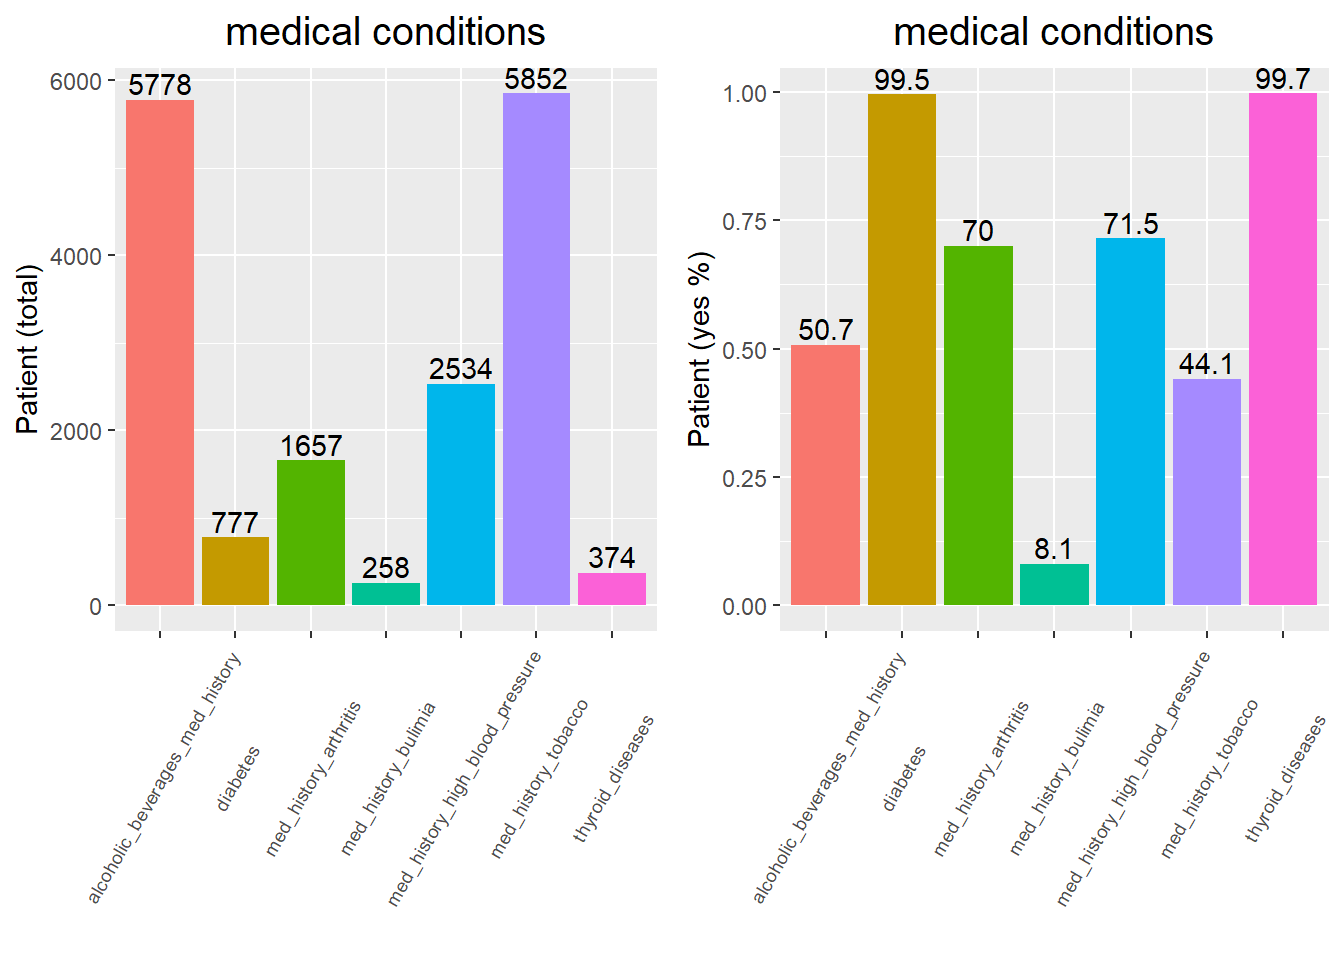 medical conditions
Patient (total)
6000
4000
2000
0
5778
777
1657
258
2534
5852
374
alcoholic_beverages_med_history
diabetes
med_history_arthritis
med_history_bulimia
med_history_high_blood_pressure
med_history_tobacco
thyroid_diseases
medical conditions
Patient (yes %)
1.00
0.75
0.50
0.25
0.00
50.7
99.5
70
8.1
71.5
44.1
99.7
alcoholic_beverages_med_history
diabetes
med_history_arthritis
med_history_bulimia
med_history_high_blood_pressure
med_history_tobacco
thyroid_diseases